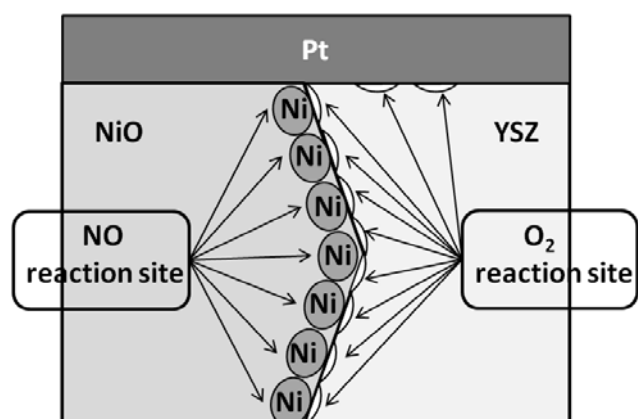 Pt
NiO
YSZ
Ni
Ni
Ni
Ni
Ni
Ni
Ni
NO
reaction site
O₂
reaction site